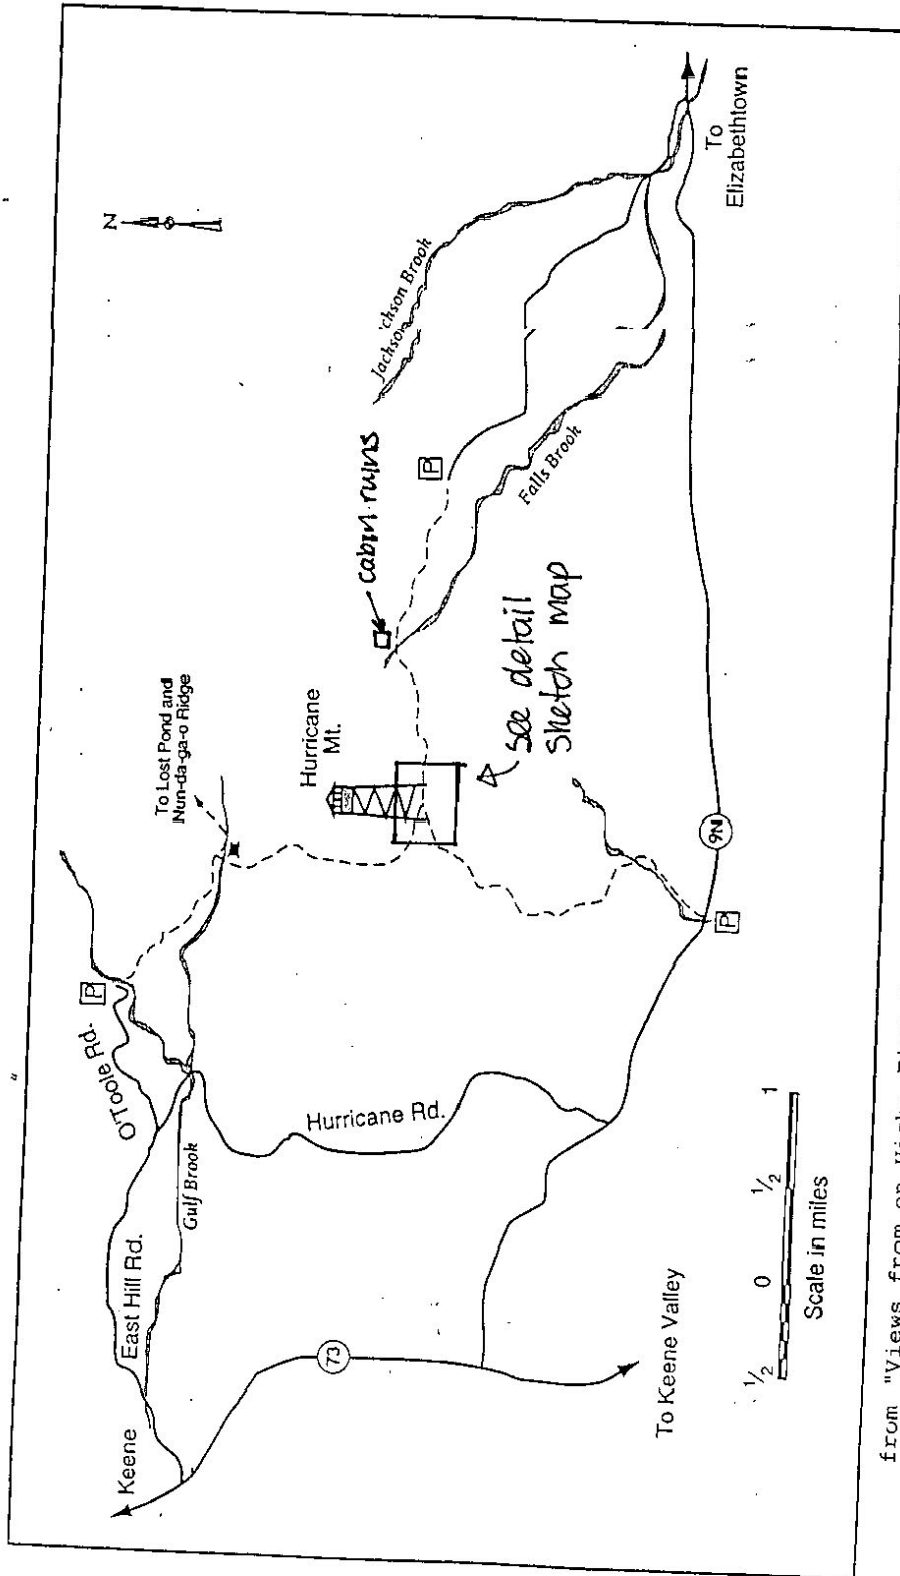 N
To Lost Pond and
Nun-da-ga-o Ridge
Keene
East Hill Rd.
O'Toole Rd.
P
Gulf Brook
Hurricane Rd.
Hurricane
Mt.
cabin ruins
P
Jackson Brook
see detail
sketch map
Falls Brook
To
Elizabethtown
73
To Keene Valley
9N
P
1/2
0
1/2
1
Scale in miles
from "Views from on High